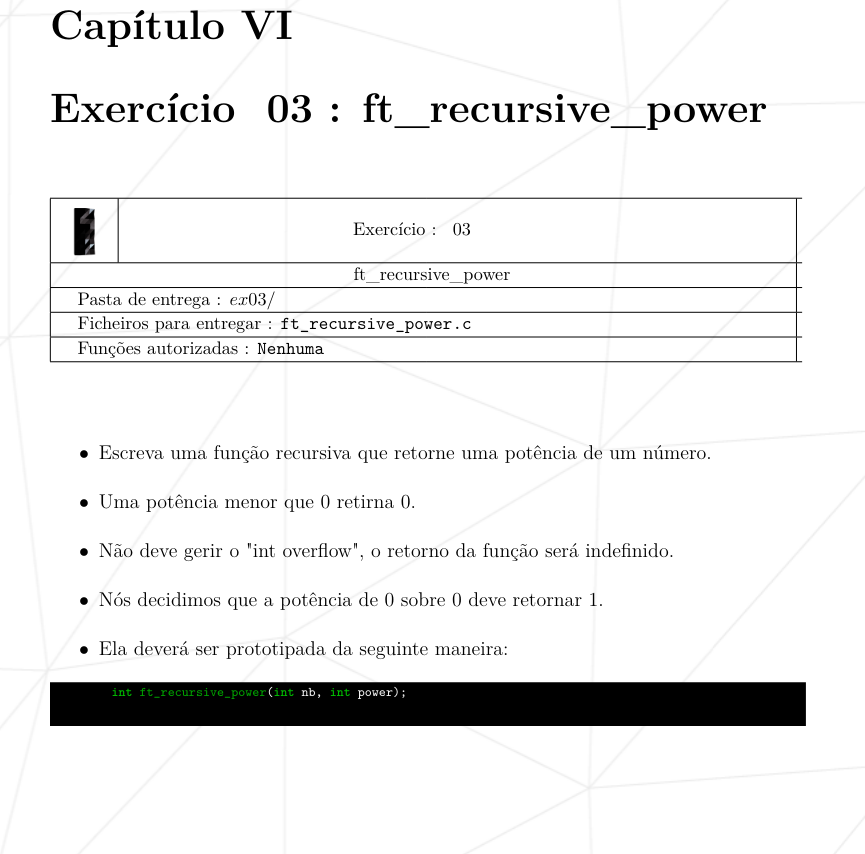 Capítulo VI
Exercício 03 : ft_recursive_power
Exercício : 03
ft_recursive_power
Pasta de entrega : ex03/
Ficheiros para entregar : ft_recursive_power.c
Funções autorizadas : Nenhuma
• Escreva uma função recursiva que retorne uma potência de um número.
• Uma potência menor que 0 retirna 0.
• Não deve gerir o "int overflow", o retorno da função será indefinido.
• Nós decidimos que a potência de 0 sobre 0 deve retornar 1.
• Ela deverá ser prototipada da seguinte maneira:
int ft_recursive_power(int nb, int power);